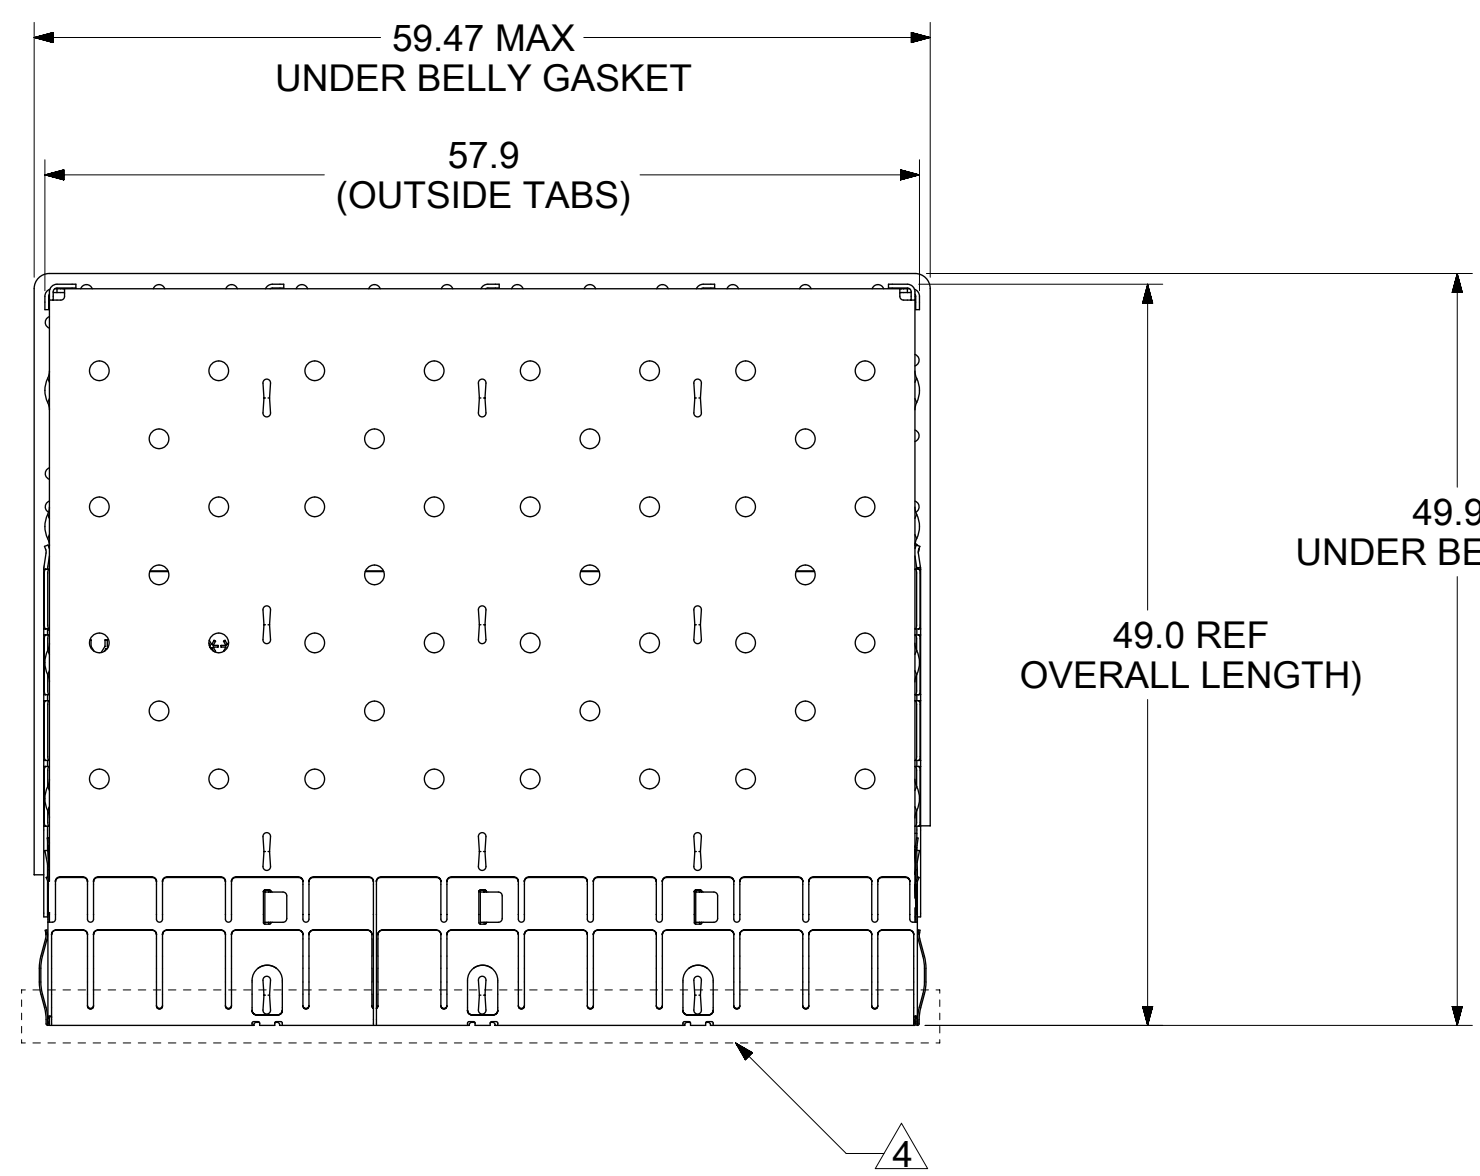 59.47 MAX
UNDER BELLY GASKET
57.9
(OUTSIDE TABS)
49.9
UNDER BE
49.0 REF
OVERALL LENGTH)
4